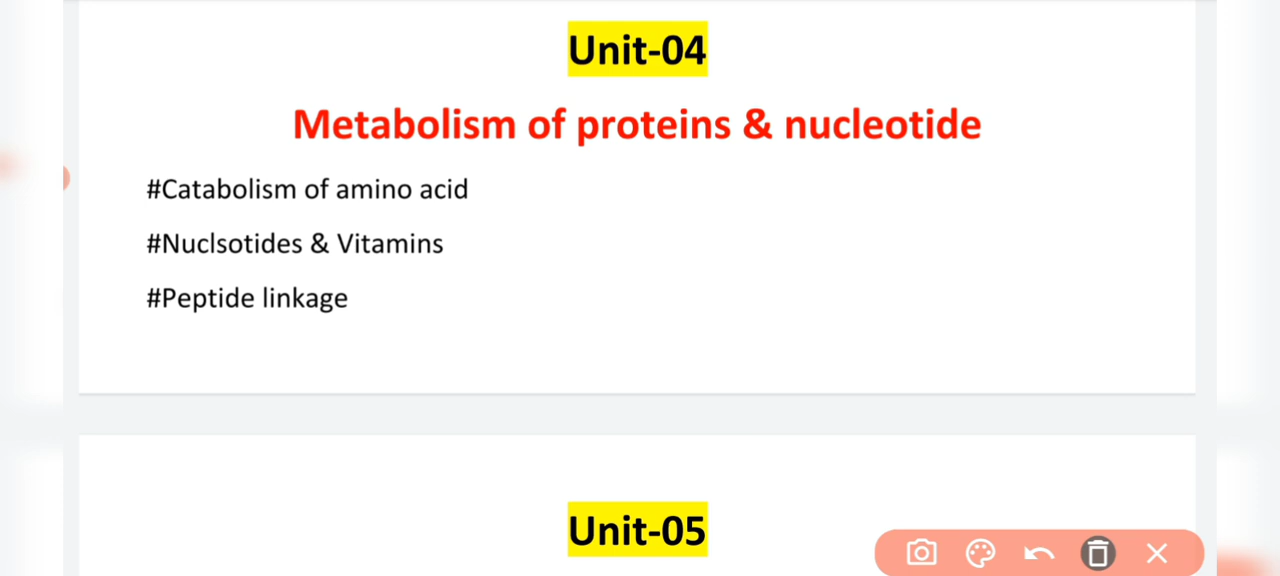 Unit-04
Metabolism of proteins & nucleotide
#Catabolism of amino acid
#Nuclsotides & Vitamins
#Peptide linkage
Unit-05